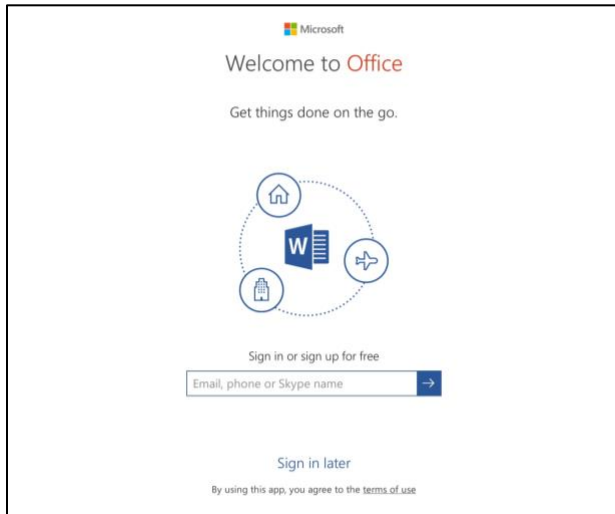 Microsoft
Welcome to Office
Get things done on the go.
W
Sign in or sign up for free
Email, phone or Skype name
Sign in later
By using this app, you agree to the terms of use